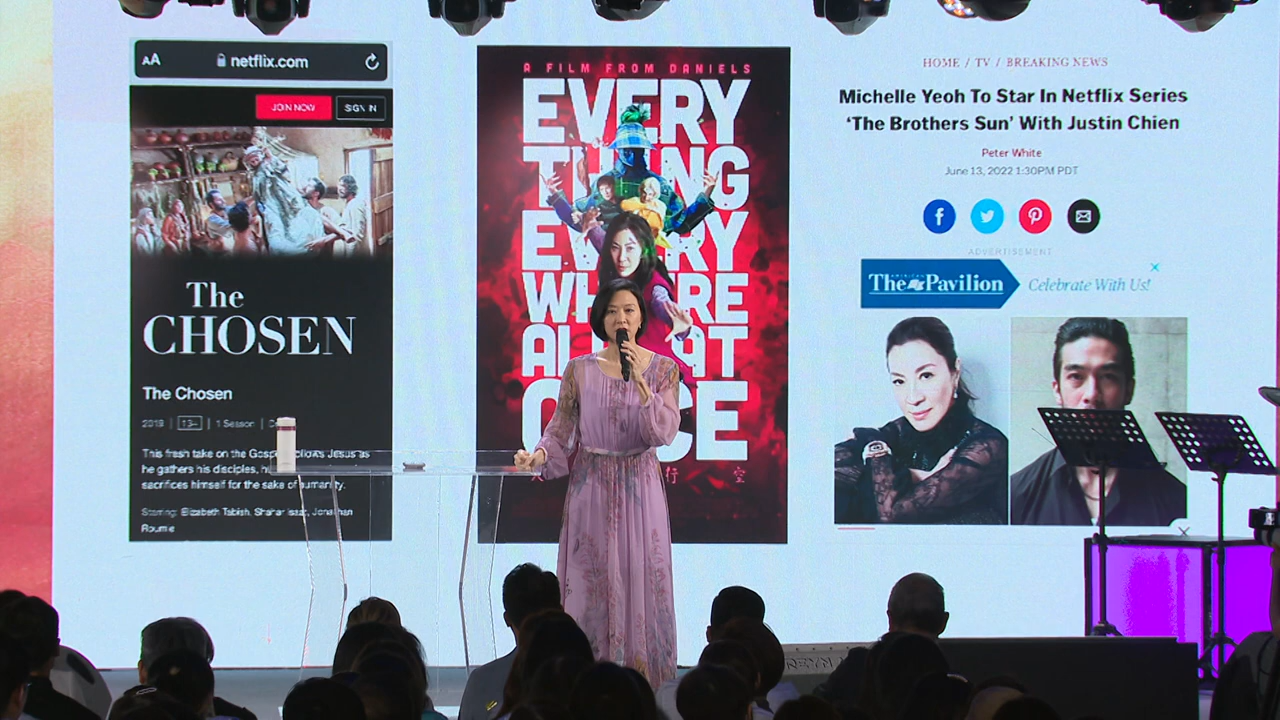 AA netflix.com
JOIN NOW SIGN IN
The
CHOSEN
The Chosen
2019 13+ 1 Season
This fresh take on the Gospel follows Jesus as
he gathers his disciples,
sacrifices himself for the sake of humanity.
Starring: Elizabeth Tabish, Shahar Isaac, Jonathan
Roumie
A FILM FROM DANIELS
EVERY
THING
EVERY
WHERE
ALL AT
ONCE
行 空
HOME / TV / BREAKING NEWS
Michelle Yeoh To Star In Netflix Series
‘The Brothers Sun’ With Justin Chien
Peter White
June 13, 2022 1:30PM PDT
ADVERTISEMENT
AMERICAN
The Pavilion Celebrate With Us!